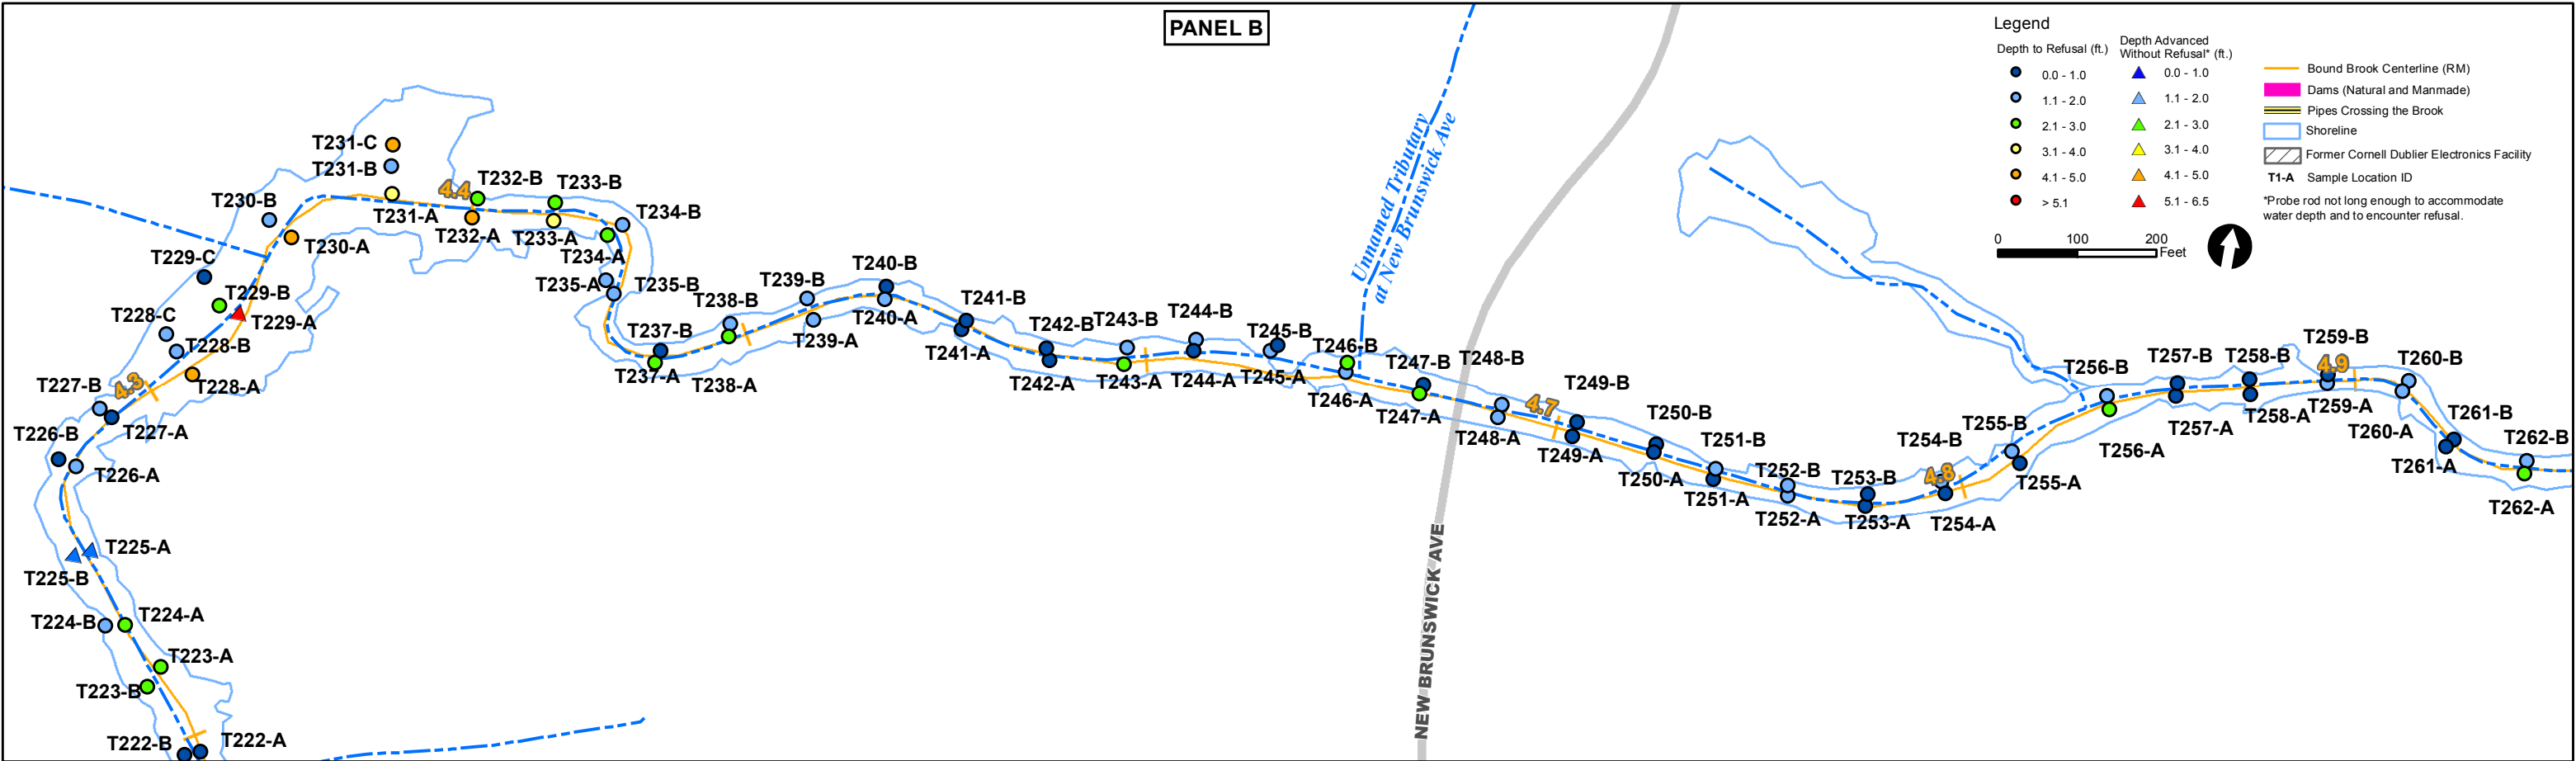 PANEL B
Legend
Depth to Refusal (ft.)
0.0 - 1.0
1.1 - 2.0
2.1 - 3.0
3.1 - 4.0
4.1 - 5.0
> 5.1
Depth Advanced
Without Refusal* (ft.)
0.0 - 1.0
1.1 - 2.0
2.1 - 3.0
3.1 - 4.0
4.1 - 5.0
5.1 - 6.5
Bound Brook Centerline (RM)
Dams (Natural and Manmade)
Pipes Crossing the Brook
Shoreline
Former Cornell Dublier Electronics Facility
T1-A Sample Location ID
*Probe rod not long enough to accommodate
water depth and to encounter refusal.
0 100 200
Feet
Unnamed Tributary
at New Brunswick Ave
NEW BRUNSWICK AVE
T231-C
T231-B
T231-A
T230-B
T230-A
T229-C
T229-B
T229-A
T228-C
T228-B
T228-A
4.3
T227-B
T227-A
T226-B
T226-A
T225-A
T225-B
T224-A
T224-B
T223-A
T223-B
T222-B
T222-A
4.4
T232-B
T232-A
T233-B
T233-A
T234-B
T234-A
T235-A
T235-B
T237-B
T237-A
T238-B
T238-A
T239-B
T239-A
T240-B
T240-A
T241-B
T241-A
T242-B
T242-A
T243-B
T243-A
T244-B
T244-A
T245-B
T245-A
T246-B
T246-A
T247-B
T247-A
T248-B
T248-A
4.7
T249-B
T249-A
T250-B
T250-A
T251-B
T251-A
T252-B
T252-A
T253-B
T253-A
T254-B
4.8
T254-A
T255-B
T255-A
T256-B
T256-A
T257-B
T257-A
T258-B
T258-A
T259-B
4.9
T259-A
T260-B
T260-A
T261-B
T261-A
T262-B
T262-A